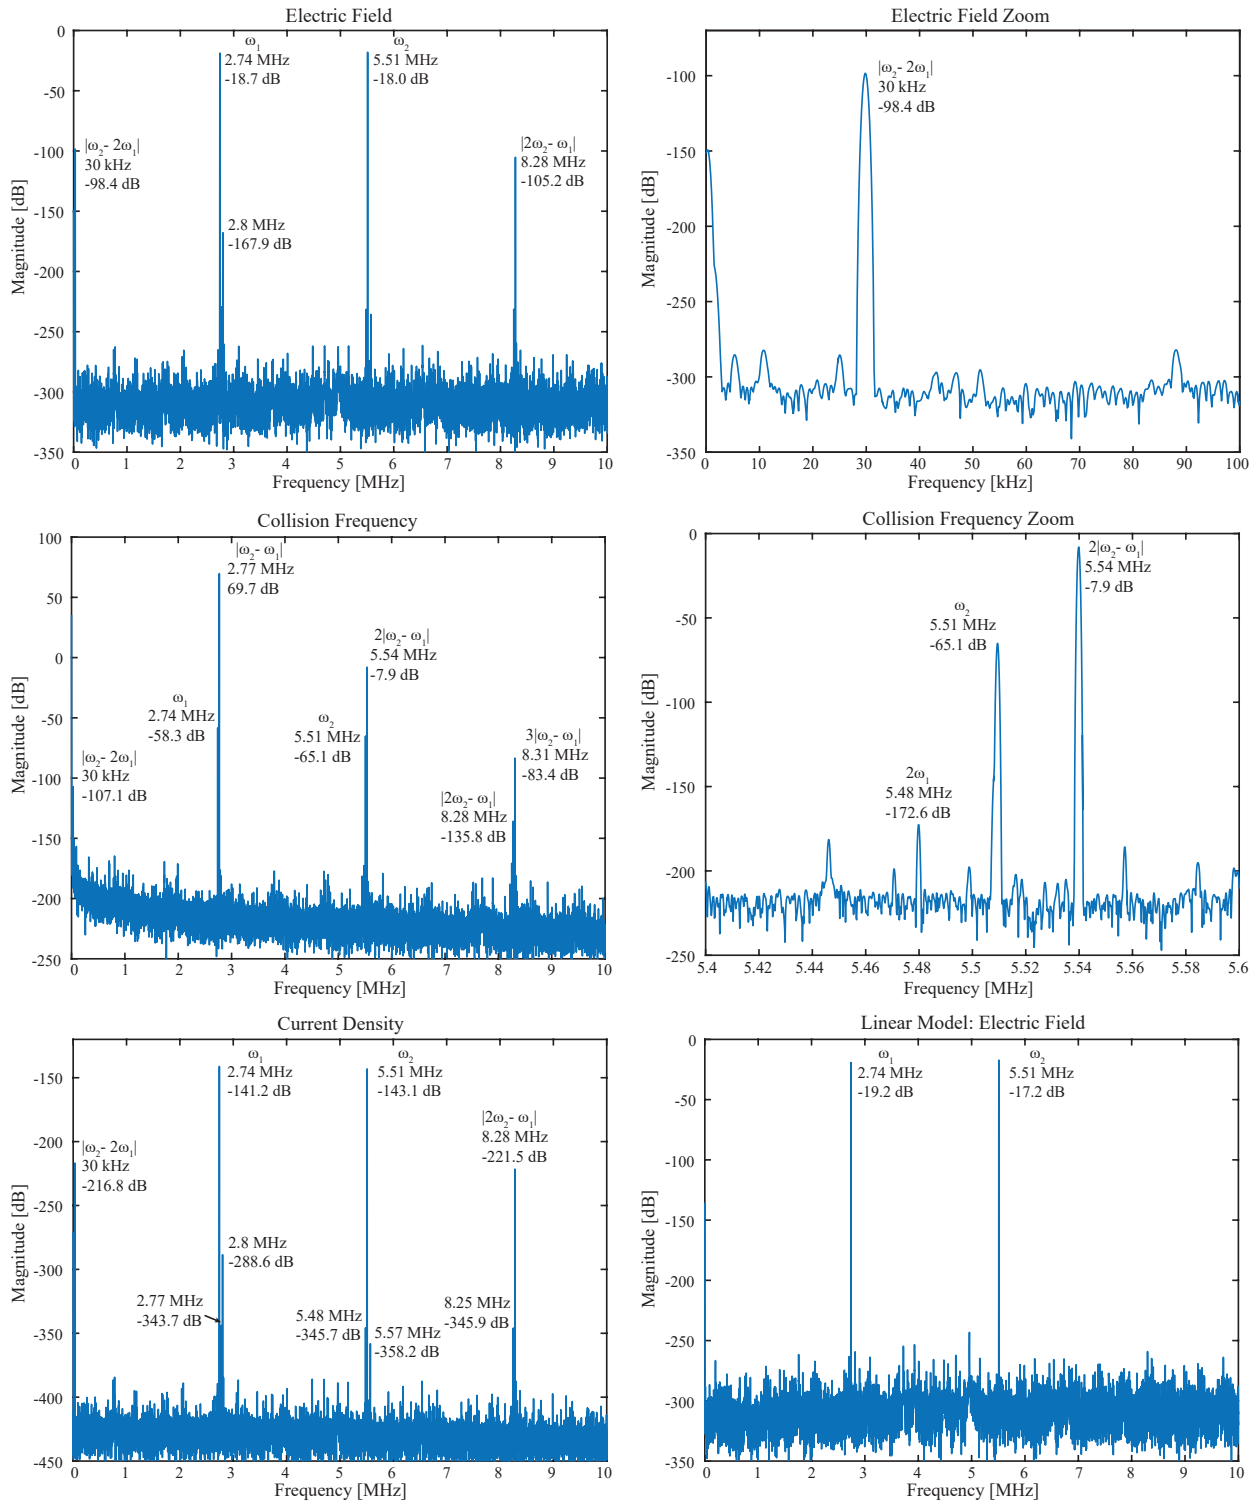 Electric Field
Magnitude [dB]
0
-50
-100
-150
-200
-250
-300
-350
ω₁
2.74 MHz
-18.7 dB
ω₂
5.51 MHz
-18.0 dB
|ω₂- 2ω₁|
30 kHz
-98.4 dB
2.8 MHz
-167.9 dB
|2ω₂- ω₁|
8.28 MHz
-105.2 dB
0 1 2 3 4 5 6 7 8 9 10
Frequency [MHz]
Electric Field Zoom
Magnitude [dB]
-100
-150
-200
-250
-300
-350
|ω₂- 2ω₁|
30 kHz
-98.4 dB
0 10 20 30 40 50 60 70 80 90 100
Frequency [kHz]
Collision Frequency
Magnitude [dB]
100
50
0
-50
-100
-150
-200
-250
|ω₂- ω₁|
2.77 MHz
69.7 dB
2|ω₂- ω₁|
5.54 MHz
-7.9 dB
ω₁
2.74 MHz
-58.3 dB
ω₂
5.51 MHz
-65.1 dB
3|ω₂- ω₁|
8.31 MHz
-83.4 dB
|ω₂- 2ω₁|
30 kHz
-107.1 dB
|2ω₂- ω₁|
8.28 MHz
-135.8 dB
0 1 2 3 4 5 6 7 8 9 10
Frequency [MHz]
Collision Frequency Zoom
Magnitude [dB]
0
-50
-100
-150
-200
-250
2|ω₂- ω₁|
5.54 MHz
-7.9 dB
ω₂
5.51 MHz
-65.1 dB
2ω₁
5.48 MHz
-172.6 dB
5.4 5.42 5.44 5.46 5.48 5.5 5.52 5.54 5.56 5.58 5.6
Frequency [MHz]
Current Density
Magnitude [dB]
-150
-200
-250
-300
-350
-400
-450
ω₁
2.74 MHz
-141.2 dB
ω₂
5.51 MHz
-143.1 dB
|ω₂- 2ω₁|
30 kHz
-216.8 dB
|2ω₂- ω₁|
8.28 MHz
-221.5 dB
2.8 MHz
-288.6 dB
2.77 MHz
-343.7 dB
5.48 MHz
-345.7 dB
5.57 MHz
-358.2 dB
8.25 MHz
-345.9 dB
0 1 2 3 4 5 6 7 8 9 10
Frequency [MHz]
Linear Model: Electric Field
Magnitude [dB]
0
-50
-100
-150
-200
-250
-300
-350
ω₁
2.74 MHz
-19.2 dB
ω₂
5.51 MHz
-17.2 dB
0 1 2 3 4 5 6 7 8 9 10
Frequency [MHz]